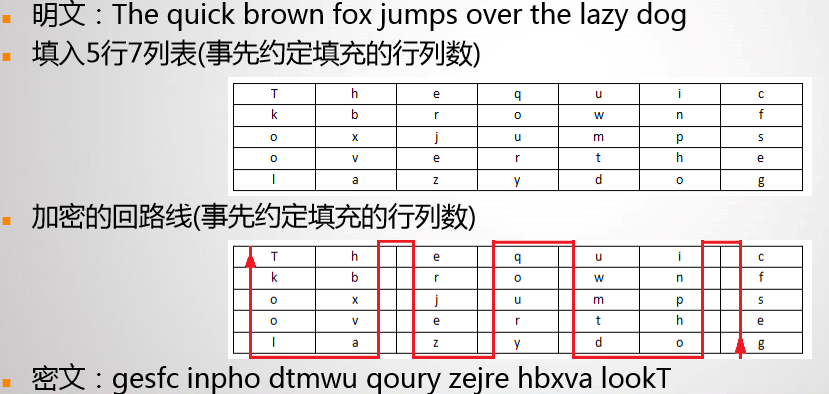 明文：The quick brown fox jumps over the lazy dog
填入5行7列表(事先约定填充的行列数)
T h e q u i c
k b r o w n f
o x j u m p s
o v e r t h e
l a z y d o g
加密的回路线(事先约定填充的行列数)
T h e q u i c
k b r o w n f
o x j u m p s
o v e r t h e
l a z y d o g
密文：gesfc inpho dtmwu qoury zejre hbxva lookT